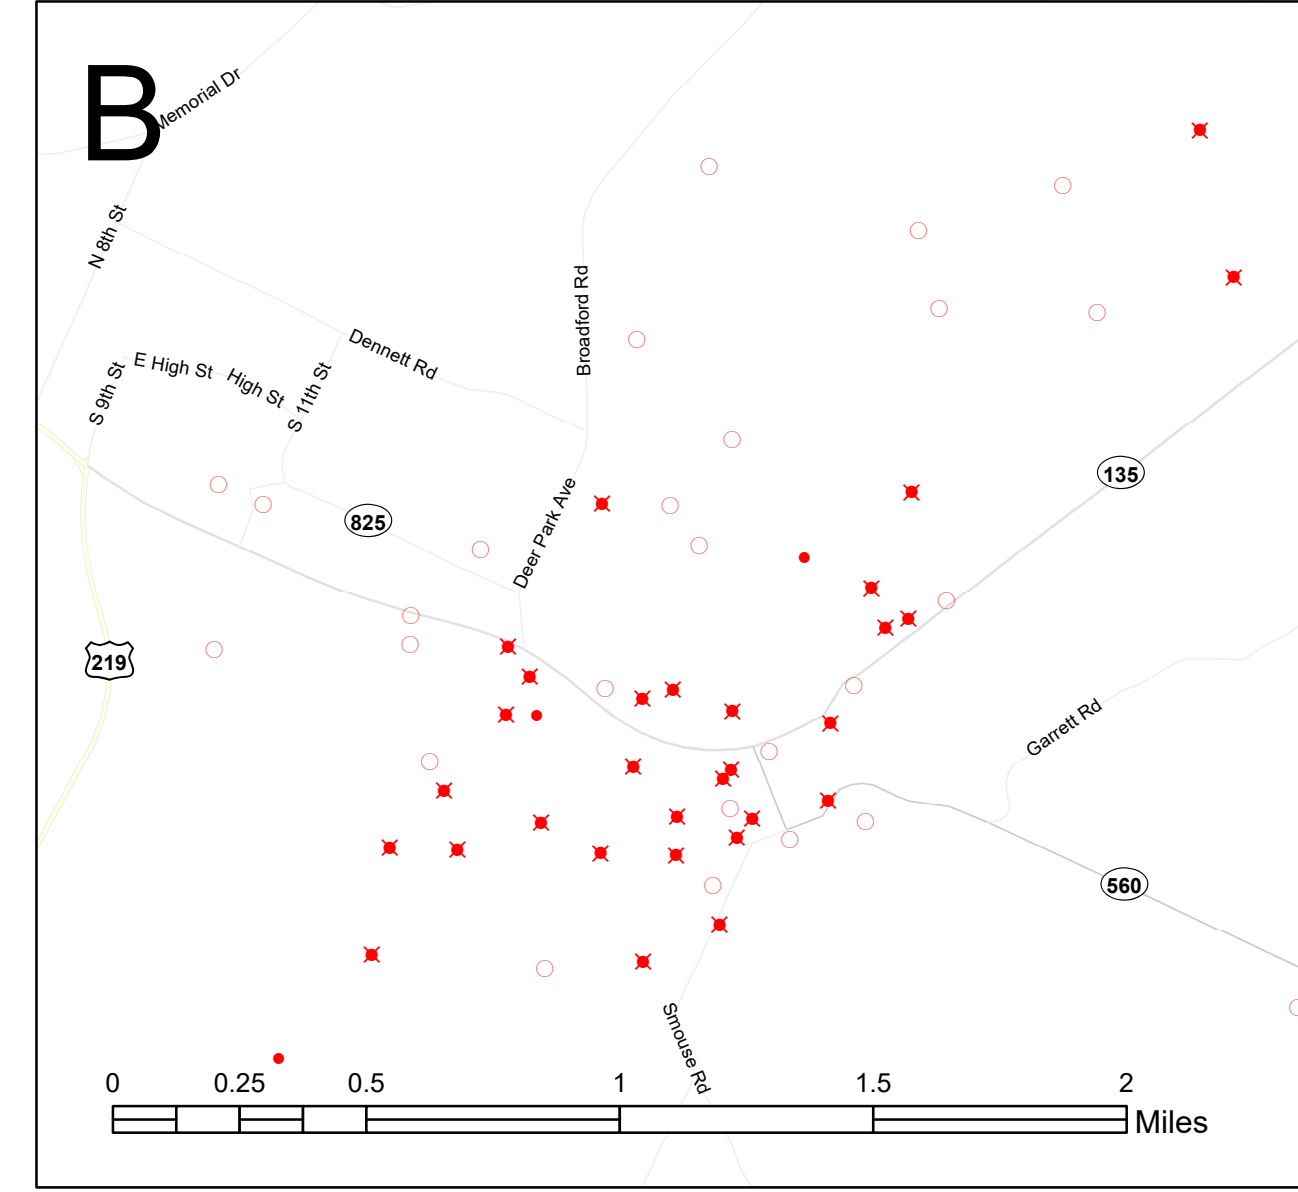 B
Memorial Dr
N 8th St
Broadford Rd
Dennett Rd
E High St
High St
S 9th St
S 11th St
135
825
Deer Park Ave
219
Garrett Rd
560
Smouse Rd
0 0.25 0.5 1 1.5 2
Miles